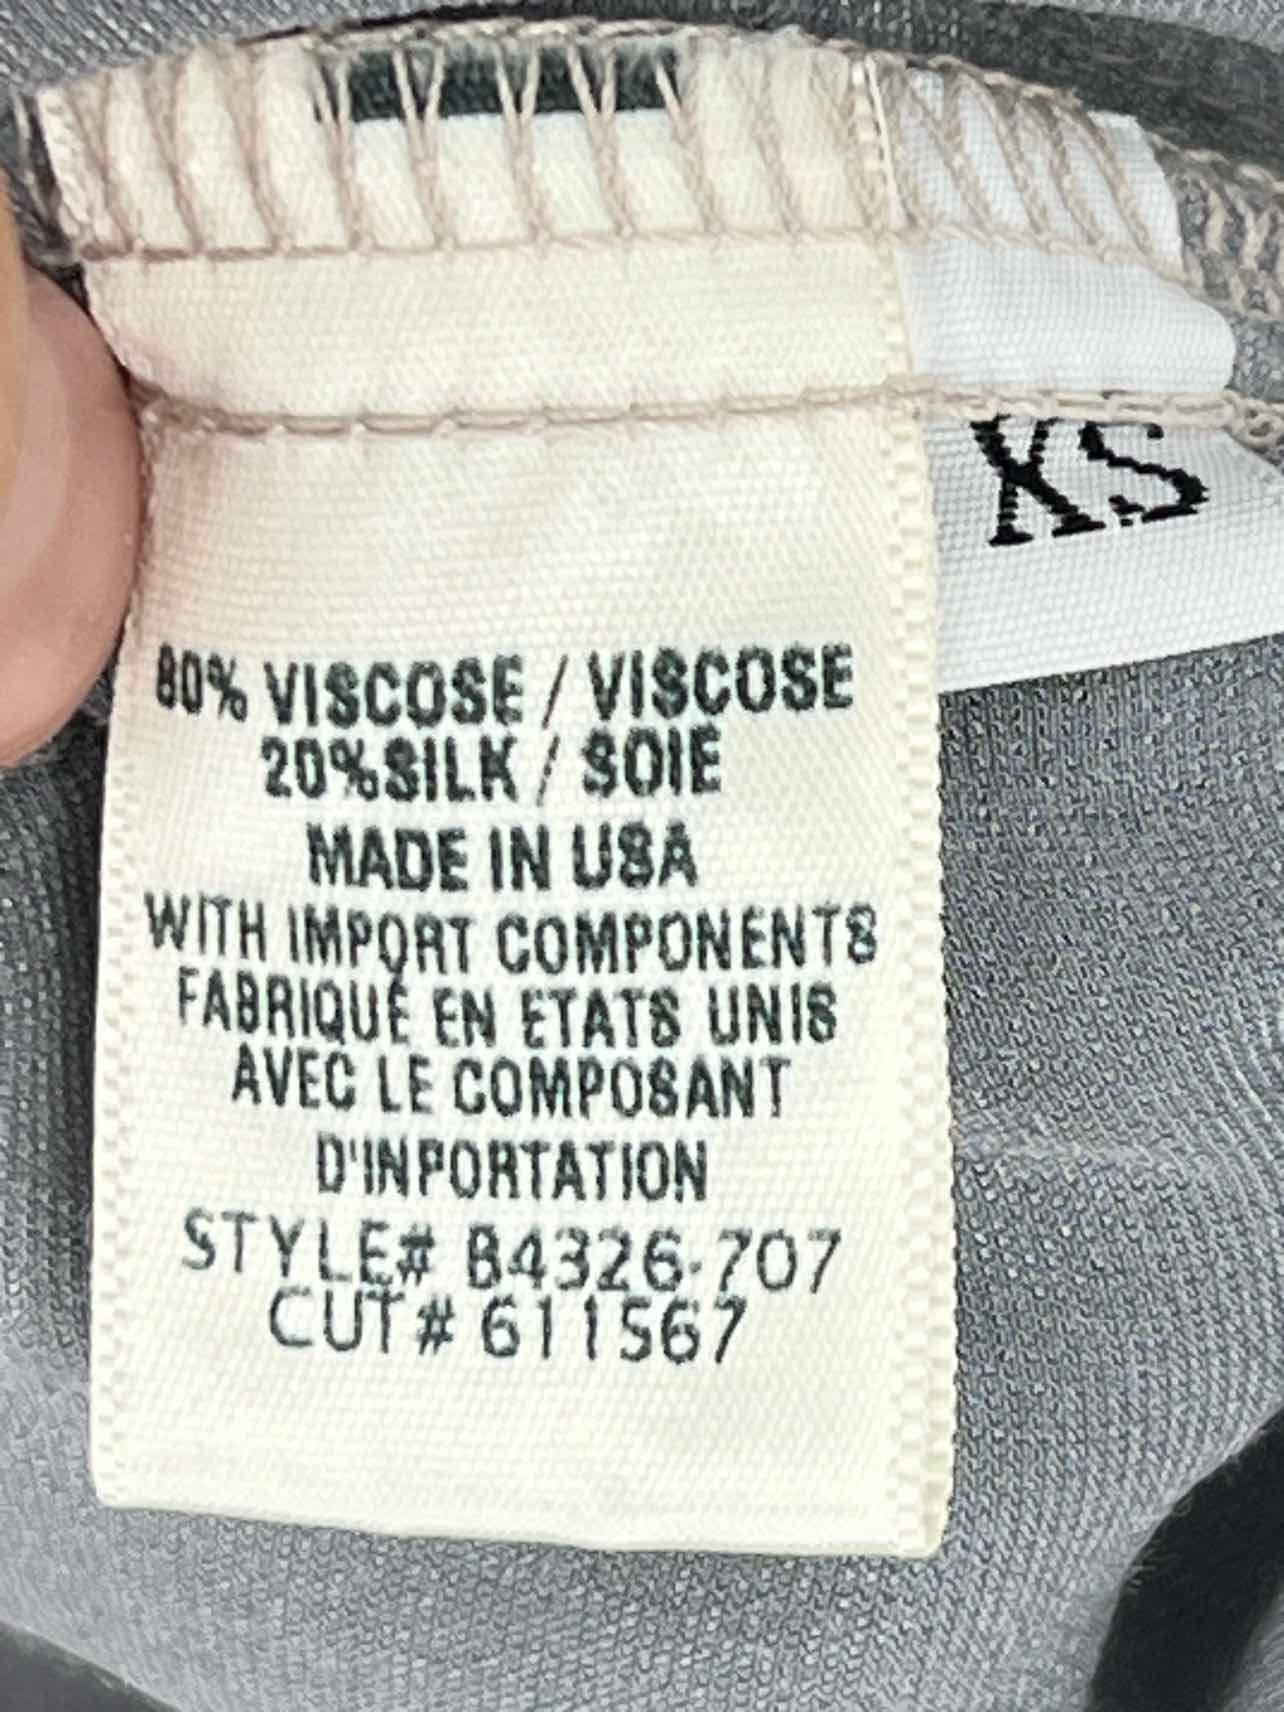 XS
80% VISCOSE / VISCOSE
20%SILK / SOIE
MADE IN USA
WITH IMPORT COMPONENTS
FABRIQUÉ EN ETATS UNIS
AVEC LE COMPOSANT
D'INPORTATION
STYLE# B4326-707
CUT# 611567